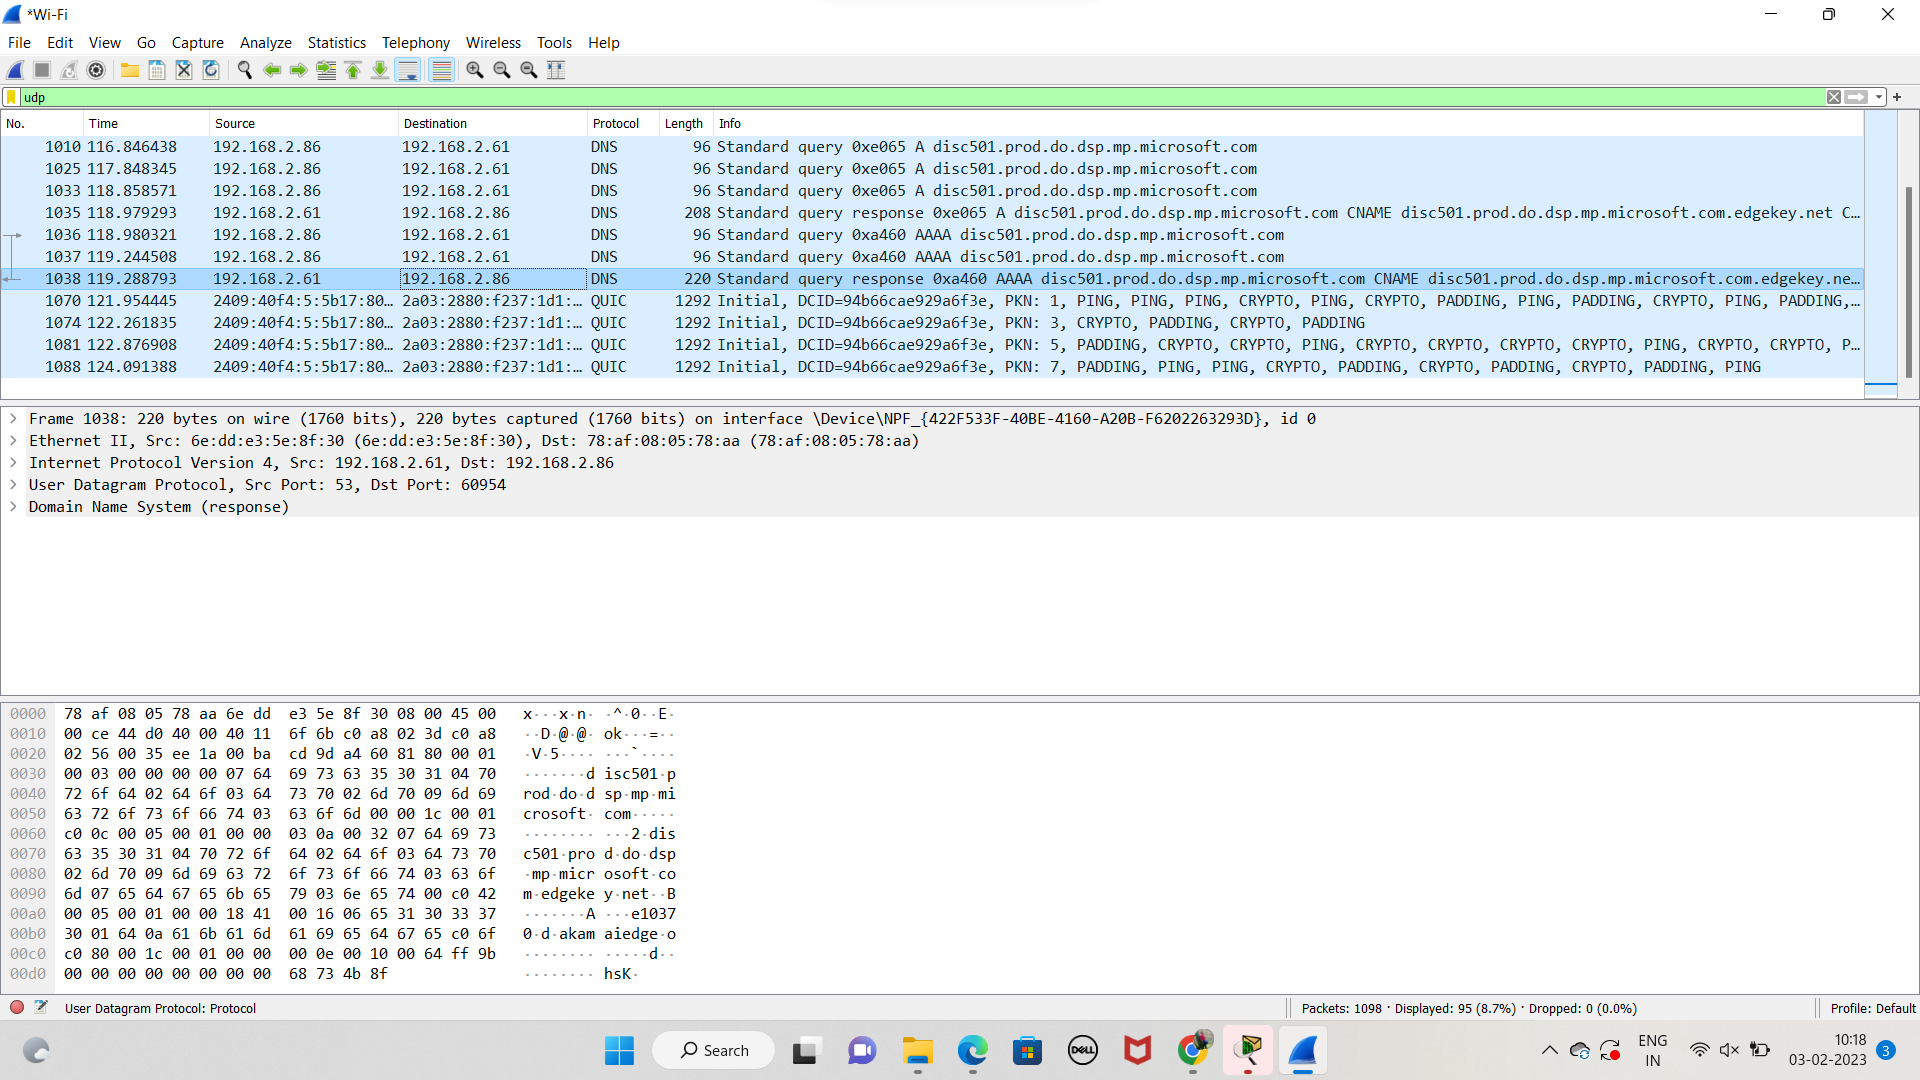 *Wi-Fi
File Edit View Go Capture Analyze Statistics Telephony Wireless Tools Help
udp
No. Time Source Destination Protocol Length Info
1010 116.846438 192.168.2.86 192.168.2.61 DNS 96 Standard query 0xe065 A disc501.prod.do.dsp.mp.microsoft.com
1025 117.848345 192.168.2.86 192.168.2.61 DNS 96 Standard query 0xe065 A disc501.prod.do.dsp.mp.microsoft.com
1033 118.858571 192.168.2.86 192.168.2.61 DNS 96 Standard query 0xe065 A disc501.prod.do.dsp.mp.microsoft.com
1035 118.979293 192.168.2.61 192.168.2.86 DNS 208 Standard query response 0xe065 A disc501.prod.do.dsp.mp.microsoft.com CNAME disc501.prod.do.dsp.mp.microsoft.com.edgekey.net C…
1036 118.980321 192.168.2.86 192.168.2.61 DNS 96 Standard query 0xa460 AAAA disc501.prod.do.dsp.mp.microsoft.com
1037 119.244508 192.168.2.86 192.168.2.61 DNS 96 Standard query 0xa460 AAAA disc501.prod.do.dsp.mp.microsoft.com
1038 119.288793 192.168.2.61 192.168.2.86 DNS 220 Standard query response 0xa460 AAAA disc501.prod.do.dsp.mp.microsoft.com CNAME disc501.prod.do.dsp.mp.microsoft.com.edgekey.ne…
1070 121.954445 2409:40f4:5:5b17:80… 2a03:2880:f237:1d1:… QUIC 1292 Initial, DCID=94b66cae929a6f3e, PKN: 1, PING, PING, PING, CRYPTO, PING, CRYPTO, PADDING, PING, PADDING, CRYPTO, PING, PADDING,…
1074 122.261835 2409:40f4:5:5b17:80… 2a03:2880:f237:1d1:… QUIC 1292 Initial, DCID=94b66cae929a6f3e, PKN: 3, CRYPTO, PADDING, CRYPTO, PADDING
1081 122.876908 2409:40f4:5:5b17:80… 2a03:2880:f237:1d1:… QUIC 1292 Initial, DCID=94b66cae929a6f3e, PKN: 5, PADDING, CRYPTO, CRYPTO, PING, CRYPTO, CRYPTO, CRYPTO, CRYPTO, PING, CRYPTO, CRYPTO, P…
1088 124.091388 2409:40f4:5:5b17:80… 2a03:2880:f237:1d1:… QUIC 1292 Initial, DCID=94b66cae929a6f3e, PKN: 7, PADDING, PING, PING, CRYPTO, PADDING, CRYPTO, PADDING, CRYPTO, PADDING, PING
Frame 1038: 220 bytes on wire (1760 bits), 220 bytes captured (1760 bits) on interface \Device\NPF_{422F533F-40BE-4160-A20B-F6202263293D}, id 0
Ethernet II, Src: 6e:dd:e3:5e:8f:30 (6e:dd:e3:5e:8f:30), Dst: 78:af:08:05:78:aa (78:af:08:05:78:aa)
Internet Protocol Version 4, Src: 192.168.2.61, Dst: 192.168.2.86
User Datagram Protocol, Src Port: 53, Dst Port: 60954
Domain Name System (response)
0000 78 af 08 05 78 aa 6e dd e3 5e 8f 30 08 00 45 00 x···x·n· ·^·0··E·
0010 00 ce 44 d0 40 00 40 11 6f 6b c0 a8 02 3d c0 a8 ··D·@·@· ok···=··
0020 02 56 00 35 ee 1a 00 ba cd 9d a4 60 81 80 00 01 ·V·5···· ···`····
0030 00 03 00 00 00 00 07 64 69 73 63 35 30 31 04 70 ·······d isc501·p
0040 72 6f 64 02 64 6f 03 64 73 70 02 6d 70 09 6d 69 rod·do·d sp·mp·mi
0050 63 72 6f 73 6f 66 74 03 63 6f 6d 00 00 1c 00 01 crosoft· com·····
0060 c0 0c 00 05 00 01 00 00 03 0a 00 32 07 64 69 73 ········ ···2·dis
0070 63 35 30 31 04 70 72 6f 64 02 64 6f 03 64 73 70 c501·pro d·do·dsp
0080 02 6d 70 09 6d 69 63 72 6f 73 6f 66 74 03 63 6f ·mp·micr osoft·co
0090 6d 07 65 64 67 65 6b 65 79 03 6e 65 74 00 c0 42 m·edgeke y·net··B
00a0 00 05 00 01 00 00 18 41 00 16 06 65 31 30 33 37 ·······A ···e1037
00b0 30 01 64 0a 61 6b 61 6d 61 69 65 64 67 65 c0 6f 0·d·akam aiedge·o
00c0 c0 80 00 1c 00 01 00 00 00 0e 00 10 00 64 ff 9b ········ ·····d··
00d0 00 00 00 00 00 00 00 00 68 73 4b 8f ········ hsK·
User Datagram Protocol: Protocol
Packets: 1098 · Displayed: 95 (8.7%) · Dropped: 0 (0.0%)
Profile: Default
Search
DELL
ENG
IN
10:18
03-02-2023
3